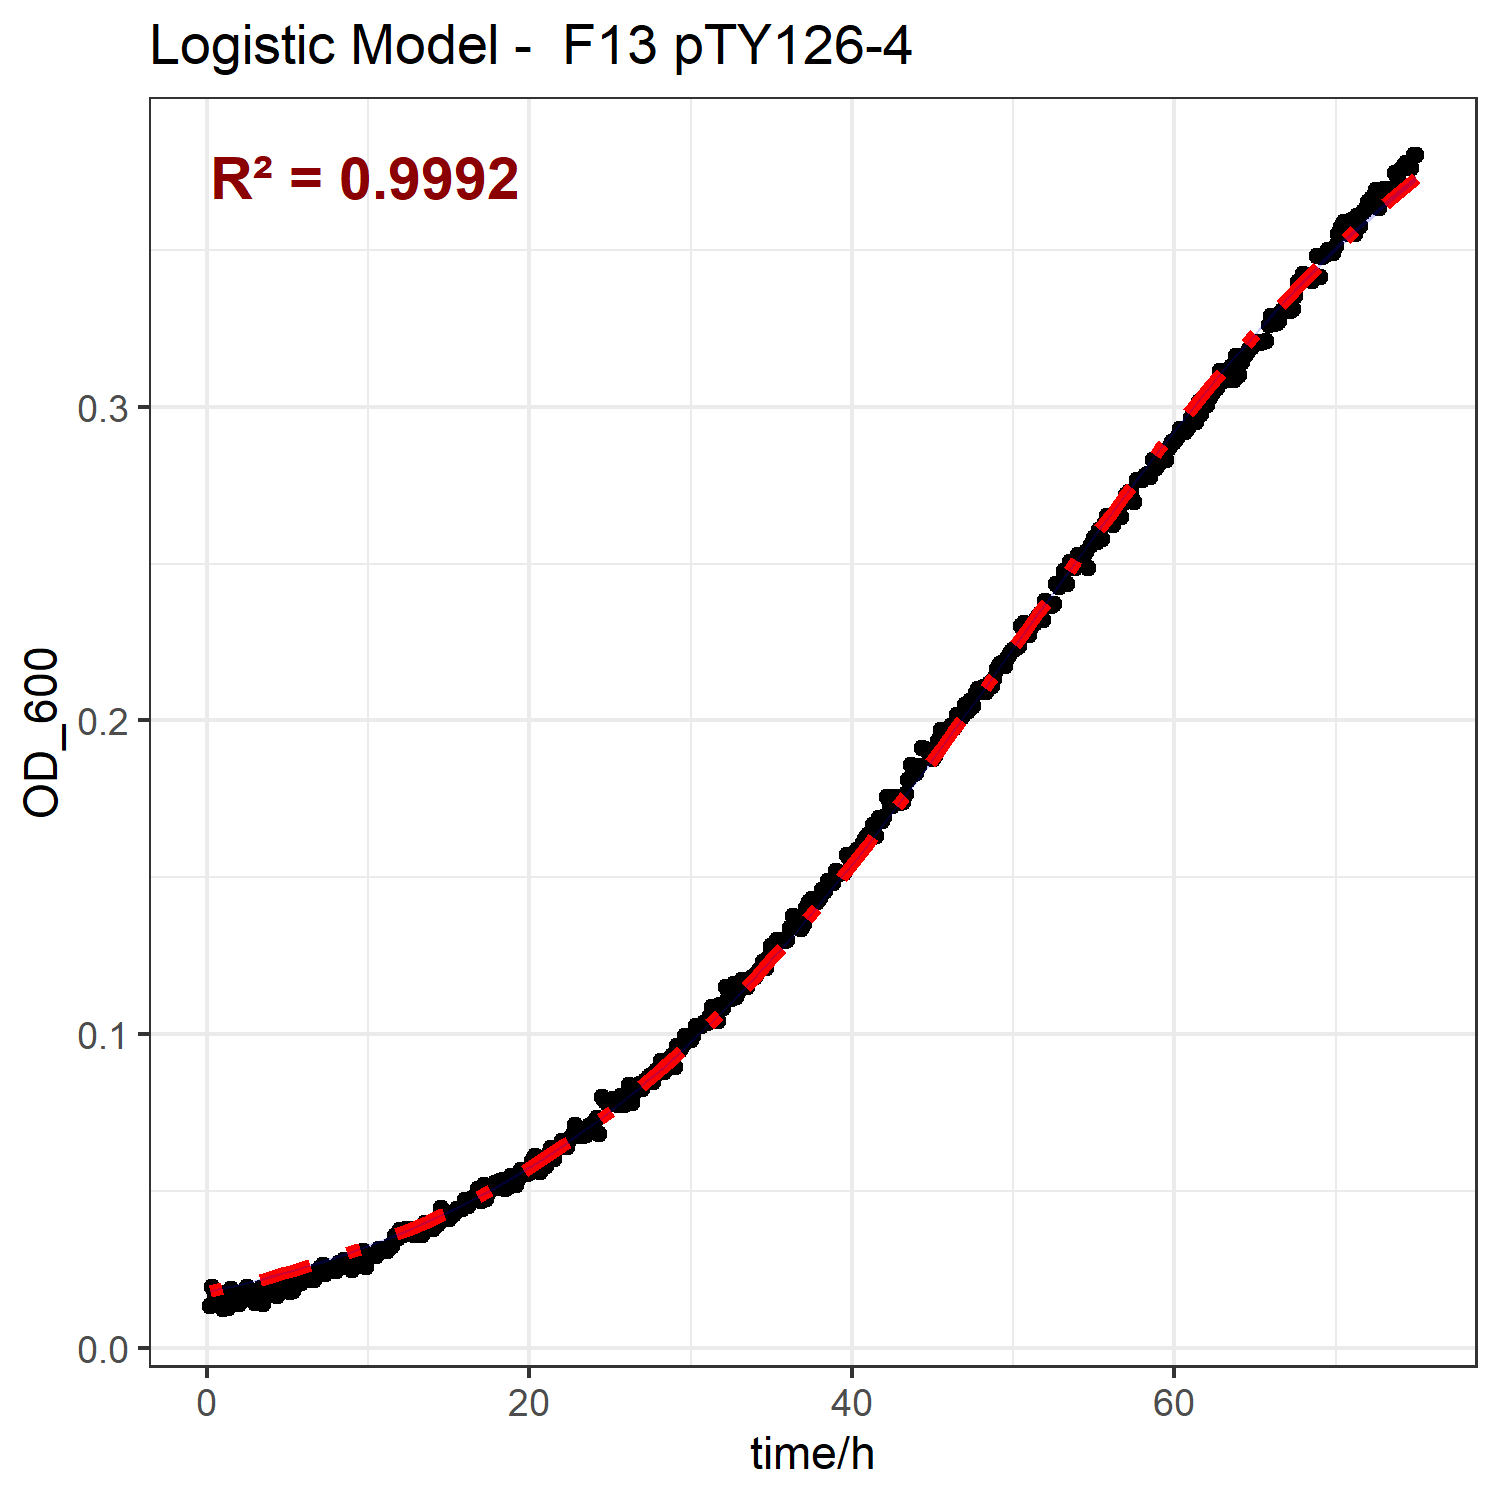 Logistic Model -  F13 pTY126-4
R² = 0.9992
OD_600
0.3
0.2
0.1
0.0
0 20 40 60
time/h